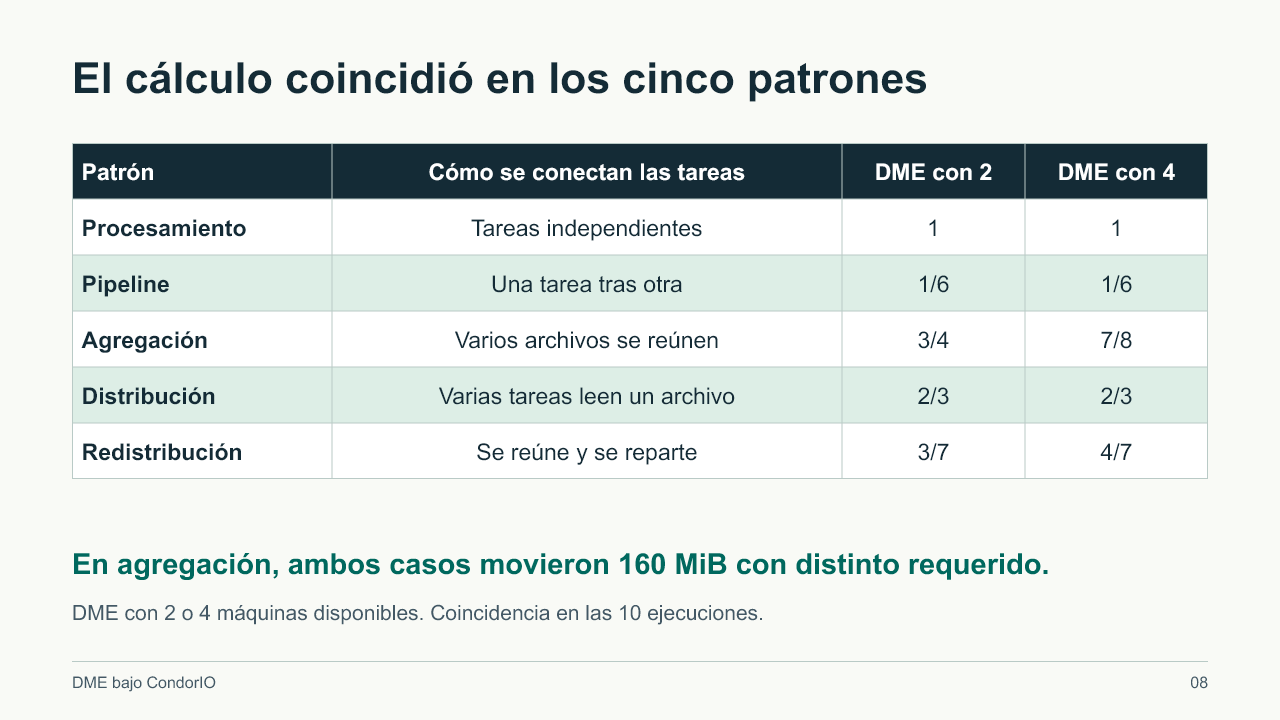 El cálculo coincidió en los cinco patrones
Patrón Cómo se conectan las tareas DME con 2 DME con 4
Procesamiento Tareas independientes 1 1
Pipeline Una tarea tras otra 1/6 1/6
Agregación Varios archivos se reúnen 3/4 7/8
Distribución Varias tareas leen un archivo 2/3 2/3
Redistribución Se reúne y se reparte 3/7 4/7
En agregación, ambos casos movieron 160 MiB con distinto requerido.
DME con 2 o 4 máquinas disponibles. Coincidencia en las 10 ejecuciones.
DME bajo CondorIO 08